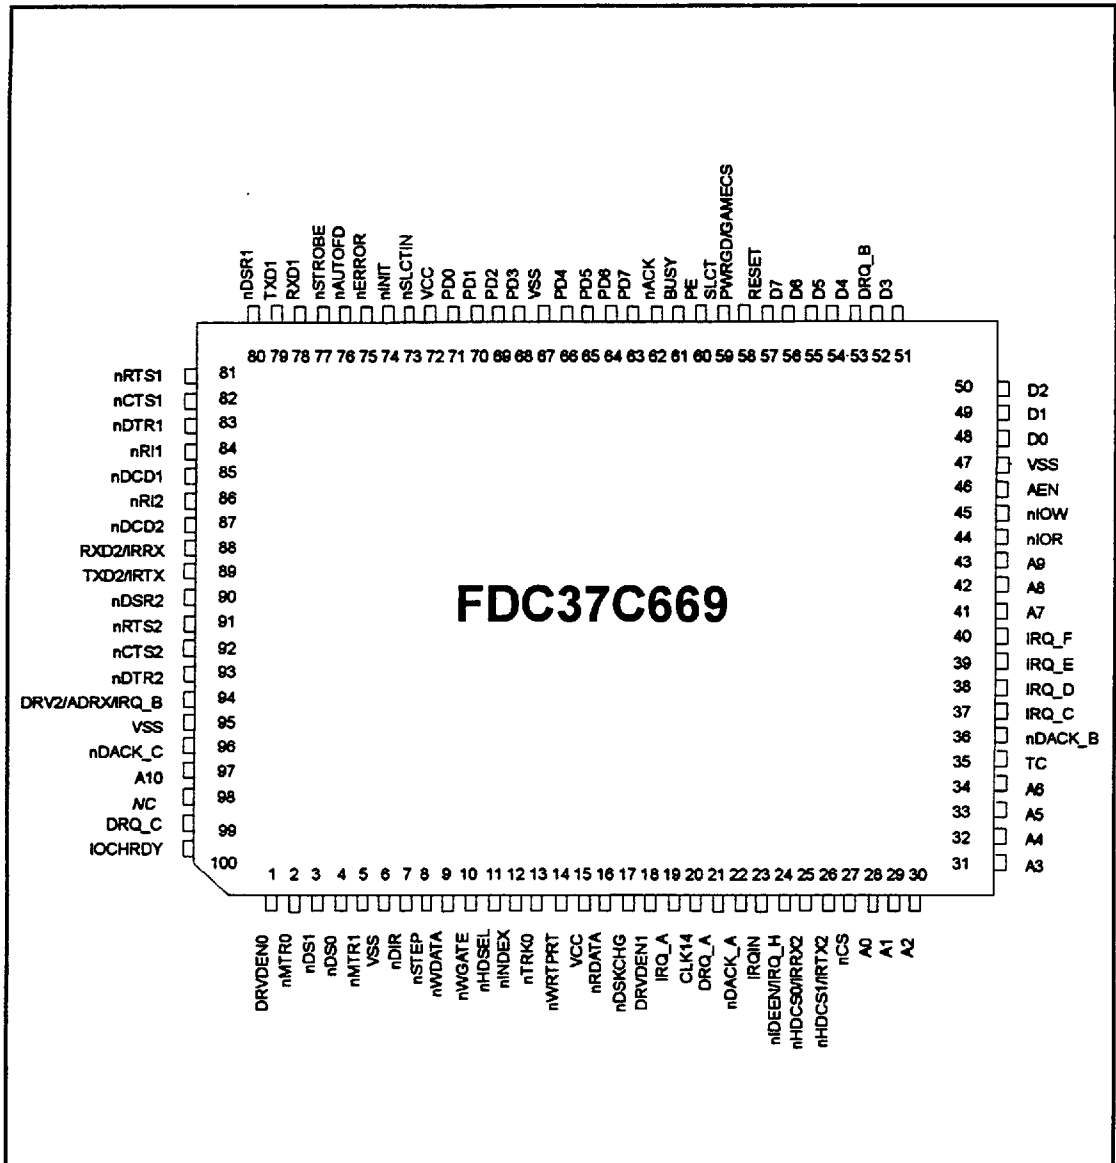 nDSR1 TXD1 RXD1 nSTROBE nAUTOFD nERROR nINIT nSLCTIN VCC PD0 PD1 PD2 PD3 VSS PD4 PD5 PD6 PD7 nACK BUSY PE SLCT PWRGD/GAMECS RESET D7 D6 D5 D4 DRQ_B D3
80 79 78 77 76 75 74 73 72 71 70 69 68 67 66 65 64 63 62 61 60 59 58 57 56 55 54 53 52 51
nRTS1 81
nCTS1 82
nDTR1 83
nRI1 84
nDCD1 85
nRI2 86
nDCD2 87
RXD2/IRRX 88
TXD2/IRTX 89
nDSR2 90
nRTS2 91
nCTS2 92
nDTR2 93
DRV2/ADRX/IRQ_B 94
VSS 95
nDACK_C 96
A10 97
NC 98
DRQ_C 99
IOCHRDY 100
FDC37C669
50 D2
49 D1
48 D0
47 VSS
46 AEN
45 nIOW
44 nIOR
43 A9
42 A8
41 A7
40 IRQ_F
39 IRQ_E
38 IRQ_D
37 IRQ_C
36 nDACK_B
35 TC
34 A6
33 A5
32 A4
31 A3
1 2 3 4 5 6 7 8 9 10 11 12 13 14 15 16 17 18 19 20 21 22 23 24 25 26 27 28 29 30
DRVDEN0 nMTR0 nDS1 nDS0 nMTR1 VSS nDIR nSTEP nWDATA nWGATE nHDSEL nINDEX nTRK0 nWRTPRT VCC nRDATA nDSKCHG DRVDEN1 IRQ_A CLK14 DRQ_A nDACK_A IRQIN nIDEEN/IRQ_H nHDCS0/IRRX2 nHDCS1/IRTX2 nCS A0 A1 A2